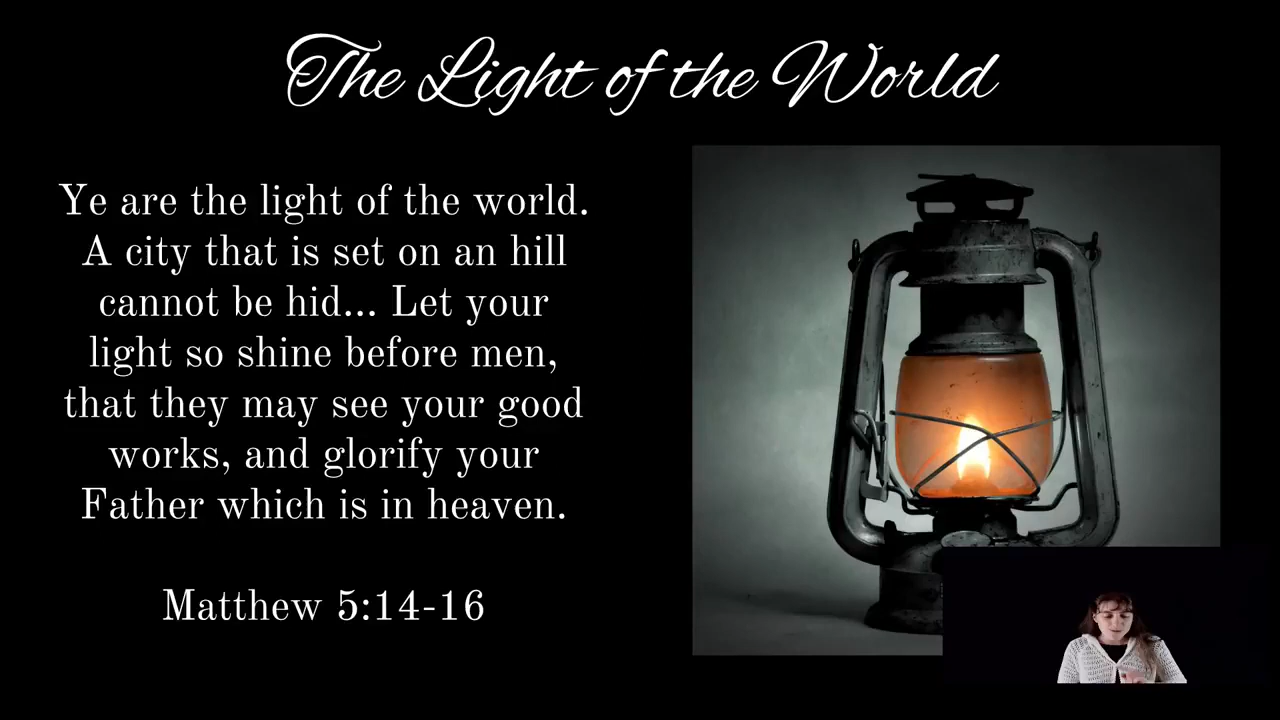 The Light of the World
Ye are the light of the world.
A city that is set on an hill
cannot be hid... Let your
light so shine before men,
that they may see your good
works, and glorify your
Father which is in heaven.
Matthew 5:14-16